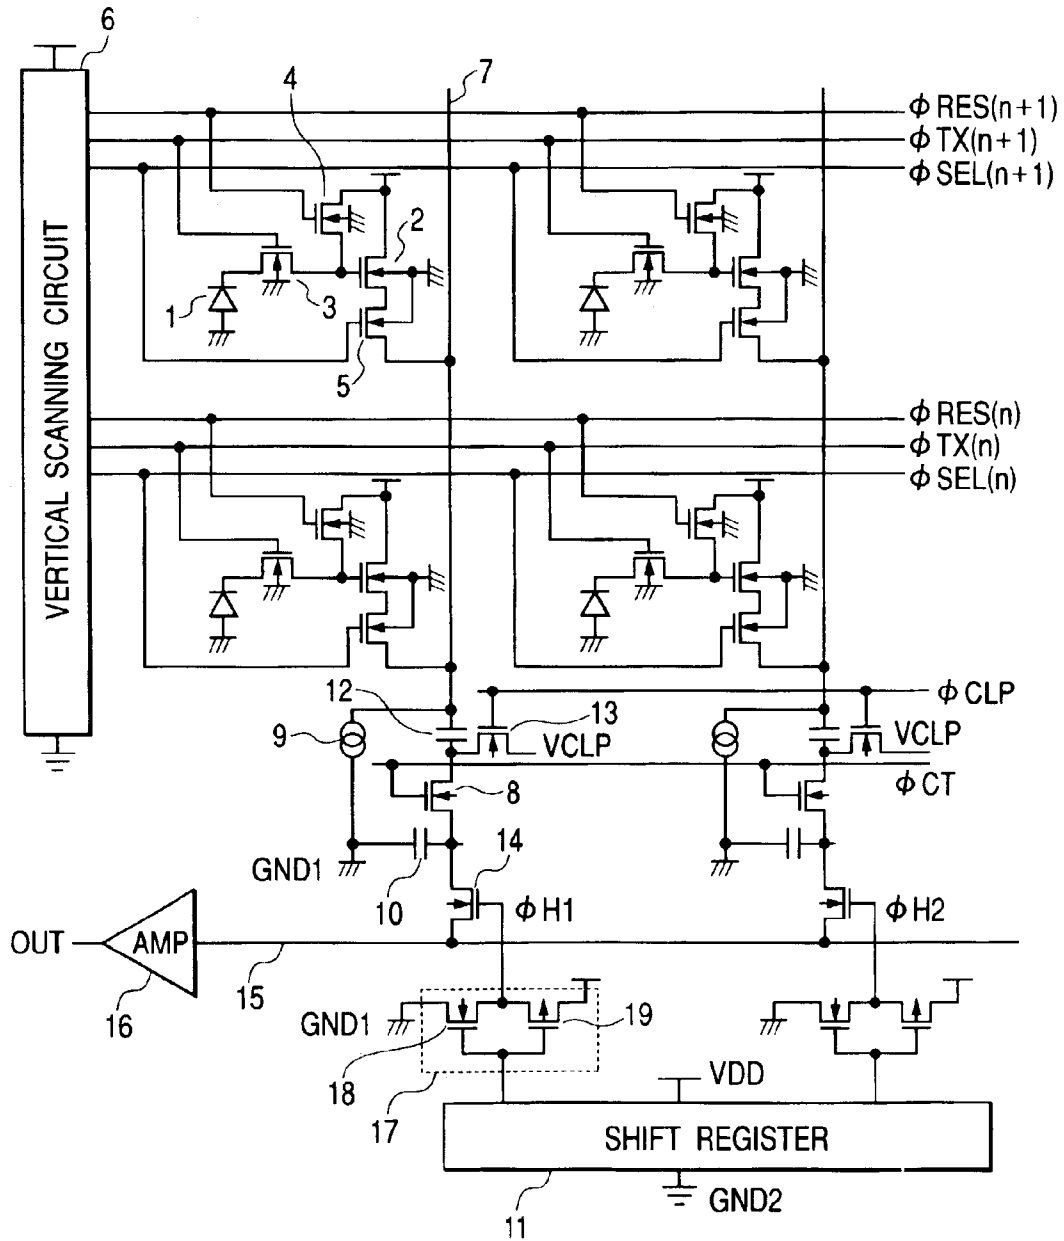 6
7
4
ϕ RES(n+1)
ϕ TX(n+1)
ϕ SEL(n+1)
2
1
3
5
VERTICAL SCANNING CIRCUIT
ϕ RES(n)
ϕ TX(n)
ϕ SEL(n)
12
13
ϕ CLP
9
VCLP
VCLP
8
ϕ CT
GND1
10
14
ϕ H1
ϕ H2
OUT
AMP
16
15
GND1
19
18
17
VDD
SHIFT REGISTER
11
GND2